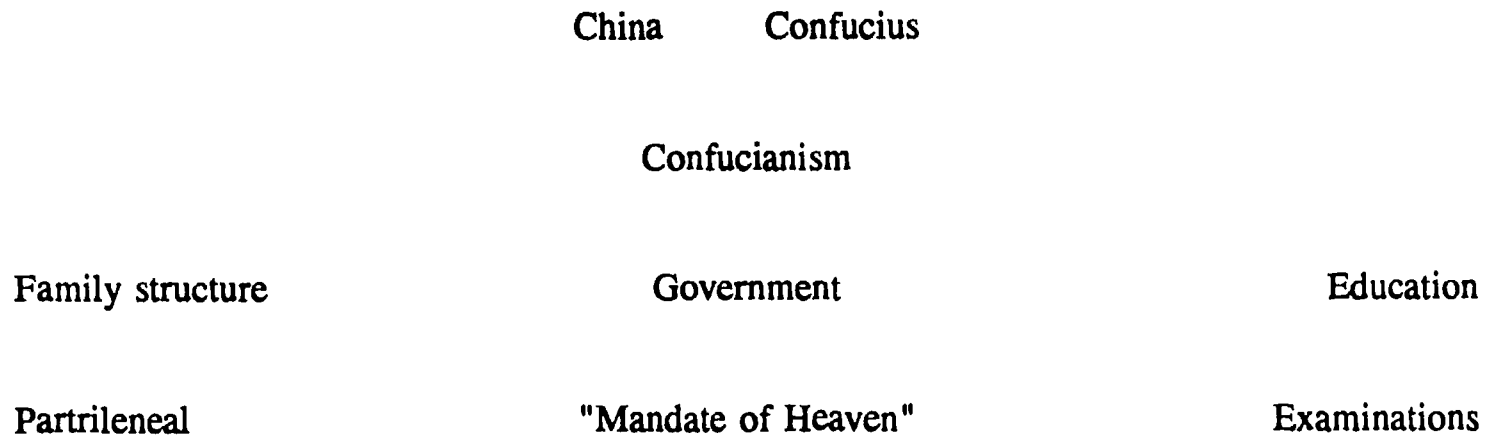 China Confucius
Confucianism
Family structure Government Education
Partrileneal "Mandate of Heaven" Examinations